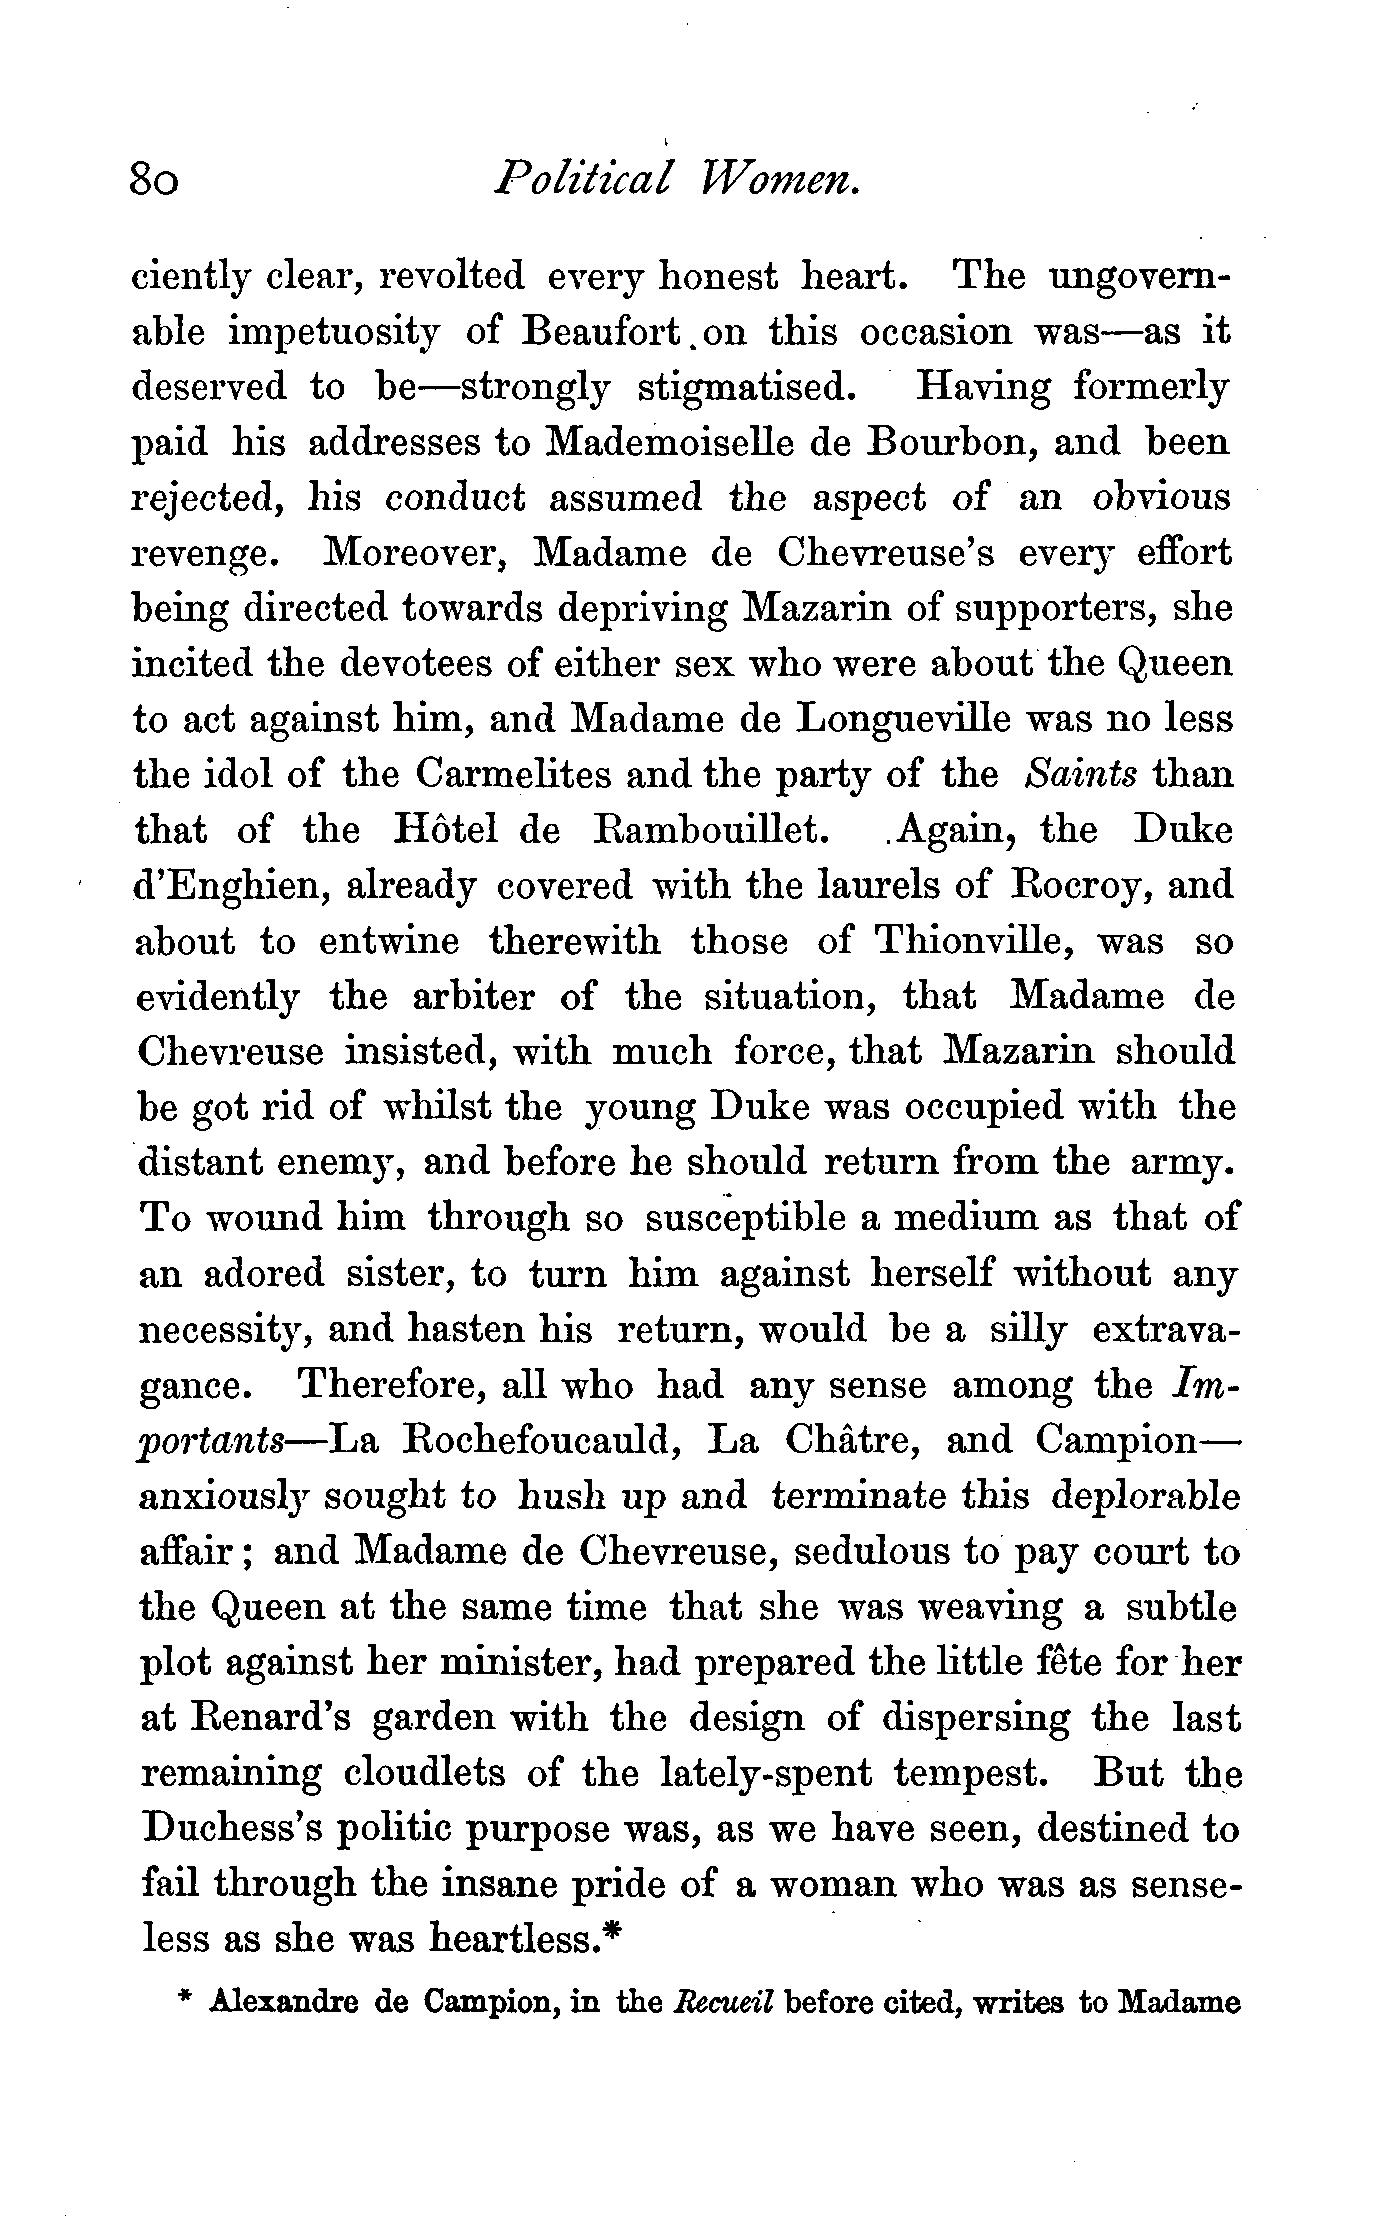 80 Political Women.
ciently clear, revolted every honest heart. The ungovern-
able impetuosity of Beaufort on this occasion was—as it
deserved to be—strongly stigmatised. Having formerly
paid his addresses to Mademoiselle de Bourbon, and been
rejected, his conduct assumed the aspect of an obvious
revenge. Moreover, Madame de Chevreuse's every effort
being directed towards depriving Mazarin of supporters, she
incited the devotees of either sex who were about the Queen
to act against him, and Madame de Longueville was no less
the idol of the Carmelites and the party of the Saints than
that of the Hôtel de Rambouillet. Again, the Duke
d'Enghien, already covered with the laurels of Rocroy, and
about to entwine therewith those of Thionville, was so
evidently the arbiter of the situation, that Madame de
Chevreuse insisted, with much force, that Mazarin should
be got rid of whilst the young Duke was occupied with the
distant enemy, and before he should return from the army.
To wound him through so susceptible a medium as that of
an adored sister, to turn him against herself without any
necessity, and hasten his return, would be a silly extrava-
gance. Therefore, all who had any sense among the Im-
portants—La Rochefoucauld, La Châtre, and Campion—
anxiously sought to hush up and terminate this deplorable
affair; and Madame de Chevreuse, sedulous to pay court to
the Queen at the same time that she was weaving a subtle
plot against her minister, had prepared the little fête for her
at Renard's garden with the design of dispersing the last
remaining cloudlets of the lately-spent tempest. But the
Duchess's politic purpose was, as we have seen, destined to
fail through the insane pride of a woman who was as sense-
less as she was heartless.*
* Alexandre de Campion, in the Recueil before cited, writes to Madame